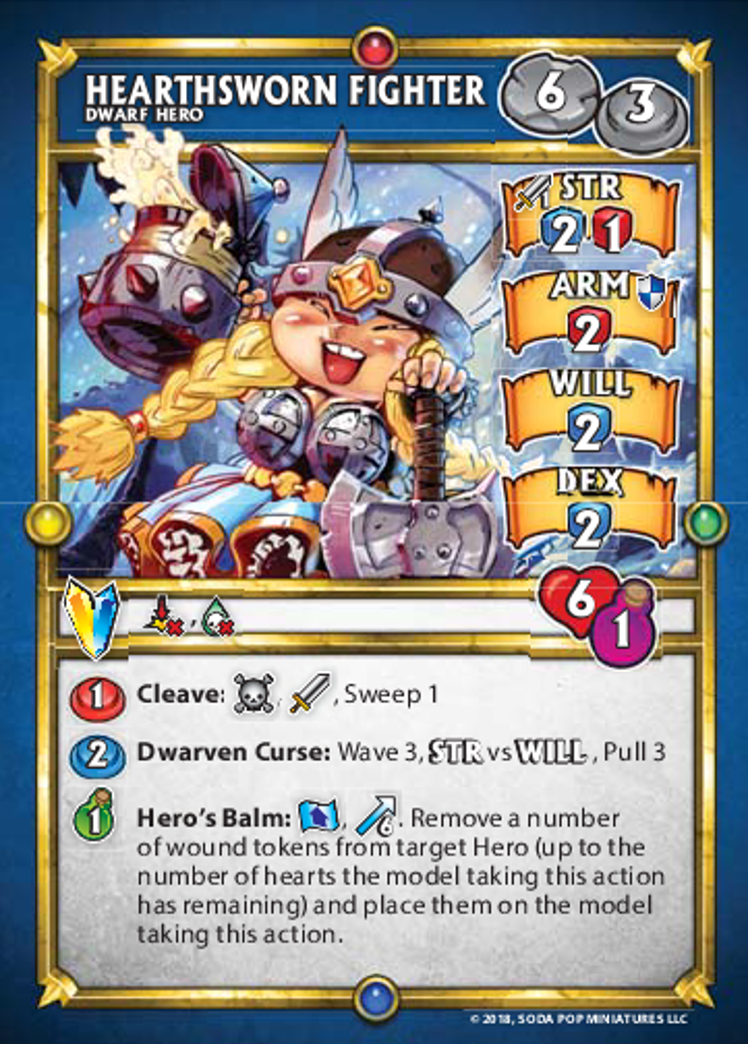 HEARTHSWORN FIGHTER
DWARF HERO
6
3
STR
2 1
ARM
2
WILL
2
DEX
2
6
1
,
1 Cleave: , , Sweep 1
2 Dwarven Curse: Wave 3, STR vs WILL, Pull 3
1 Hero's Balm: , 6. Remove a number
of wound tokens from target Hero (up to the
number of hearts the model taking this action
has remaining) and place them on the model
taking this action.
© 2018, SODA POP MINIATURES LLC